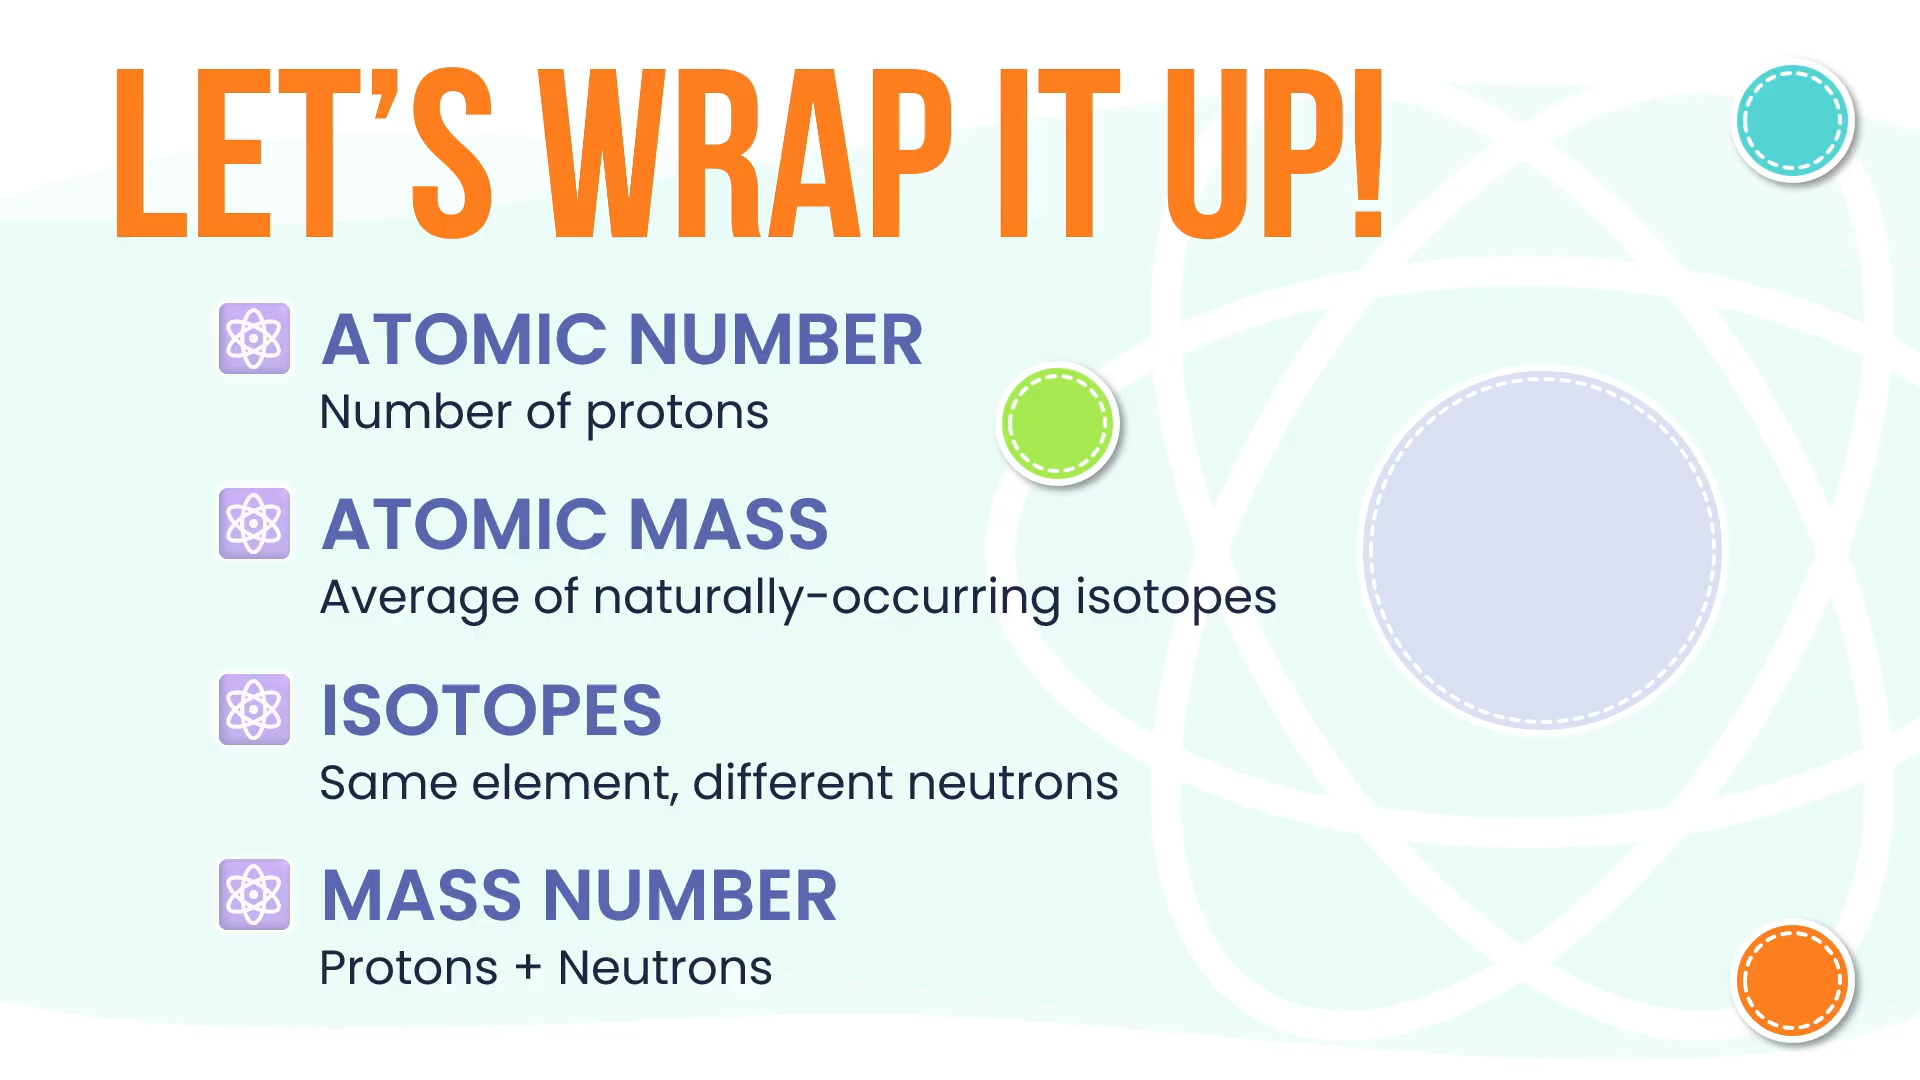 LET’S WRAP IT UP!
ATOMIC NUMBER
Number of protons
ATOMIC MASS
Average of naturally-occurring isotopes
ISOTOPES
Same element, different neutrons
MASS NUMBER
Protons + Neutrons